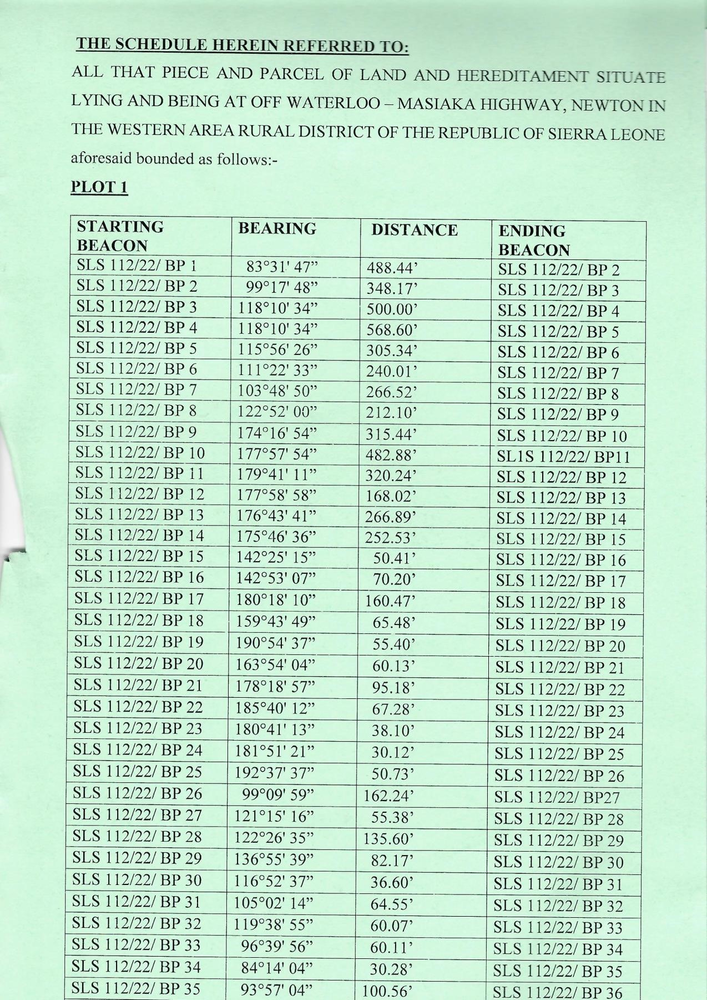 THE SCHEDULE HEREIN REFERRED TO:
ALL THAT PIECE AND PARCEL OF LAND AND HEREDITAMENT SITUATE
LYING AND BEING AT OFF WATERLOO – MASIAKA HIGHWAY, NEWTON IN
THE WESTERN AREA RURAL DISTRICT OF THE REPUBLIC OF SIERRA LEONE
aforesaid bounded as follows:-
PLOT 1
STARTING BEACON BEARING DISTANCE ENDING BEACON
SLS 112/22/ BP 1 83°31' 47” 488.44’ SLS 112/22/ BP 2
SLS 112/22/ BP 2 99°17' 48” 348.17’ SLS 112/22/ BP 3
SLS 112/22/ BP 3 118°10' 34” 500.00’ SLS 112/22/ BP 4
SLS 112/22/ BP 4 118°10' 34” 568.60’ SLS 112/22/ BP 5
SLS 112/22/ BP 5 115°56' 26” 305.34’ SLS 112/22/ BP 6
SLS 112/22/ BP 6 111°22' 33” 240.01’ SLS 112/22/ BP 7
SLS 112/22/ BP 7 103°48' 50” 266.52’ SLS 112/22/ BP 8
SLS 112/22/ BP 8 122°52' 00” 212.10’ SLS 112/22/ BP 9
SLS 112/22/ BP 9 174°16' 54” 315.44’ SLS 112/22/ BP 10
SLS 112/22/ BP 10 177°57' 54” 482.88’ SL1S 112/22/ BP11
SLS 112/22/ BP 11 179°41' 11” 320.24’ SLS 112/22/ BP 12
SLS 112/22/ BP 12 177°58' 58” 168.02’ SLS 112/22/ BP 13
SLS 112/22/ BP 13 176°43' 41” 266.89’ SLS 112/22/ BP 14
SLS 112/22/ BP 14 175°46' 36” 252.53’ SLS 112/22/ BP 15
SLS 112/22/ BP 15 142°25' 15” 50.41’ SLS 112/22/ BP 16
SLS 112/22/ BP 16 142°53' 07” 70.20’ SLS 112/22/ BP 17
SLS 112/22/ BP 17 180°18' 10” 160.47’ SLS 112/22/ BP 18
SLS 112/22/ BP 18 159°43' 49” 65.48’ SLS 112/22/ BP 19
SLS 112/22/ BP 19 190°54' 37” 55.40’ SLS 112/22/ BP 20
SLS 112/22/ BP 20 163°54' 04” 60.13’ SLS 112/22/ BP 21
SLS 112/22/ BP 21 178°18' 57” 95.18’ SLS 112/22/ BP 22
SLS 112/22/ BP 22 185°40' 12” 67.28’ SLS 112/22/ BP 23
SLS 112/22/ BP 23 180°41' 13” 38.10’ SLS 112/22/ BP 24
SLS 112/22/ BP 24 181°51' 21” 30.12’ SLS 112/22/ BP 25
SLS 112/22/ BP 25 192°37' 37” 50.73’ SLS 112/22/ BP 26
SLS 112/22/ BP 26 99°09' 59” 162.24’ SLS 112/22/ BP27
SLS 112/22/ BP 27 121°15' 16” 55.38’ SLS 112/22/ BP 28
SLS 112/22/ BP 28 122°26' 35” 135.60’ SLS 112/22/ BP 29
SLS 112/22/ BP 29 136°55' 39” 82.17’ SLS 112/22/ BP 30
SLS 112/22/ BP 30 116°52' 37” 36.60’ SLS 112/22/ BP 31
SLS 112/22/ BP 31 105°02' 14” 64.55’ SLS 112/22/ BP 32
SLS 112/22/ BP 32 119°38' 55” 60.07’ SLS 112/22/ BP 33
SLS 112/22/ BP 33 96°39' 56” 60.11’ SLS 112/22/ BP 34
SLS 112/22/ BP 34 84°14' 04” 30.28’ SLS 112/22/ BP 35
SLS 112/22/ BP 35 93°57' 04” 100.56’ SLS 112/22/ BP 36